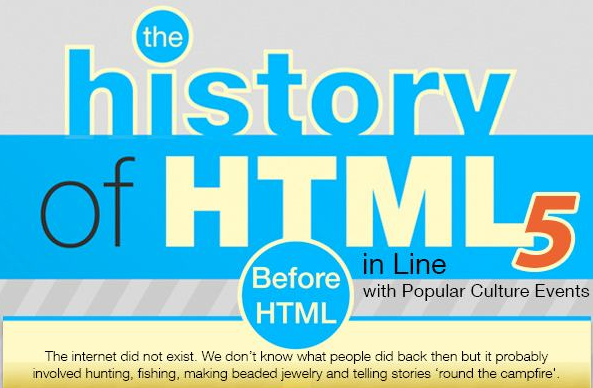 the
history
of HTML5
in Line
with Popular Culture Events
Before
HTML
The internet did not exist. We don't know what people did back then but it probably
involved hunting, fishing, making beaded jewelry and telling stories ‘round the campfire'.